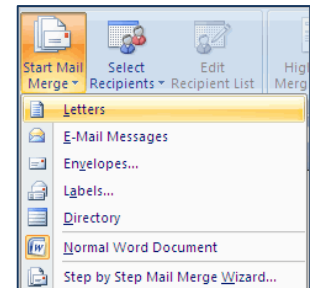 Start Mail Select Edit Hig
Merge Recipients Recipient List Merg
Letters
E-Mail Messages
Envelopes...
Labels...
Directory
Normal Word Document
Step by Step Mail Merge Wizard...